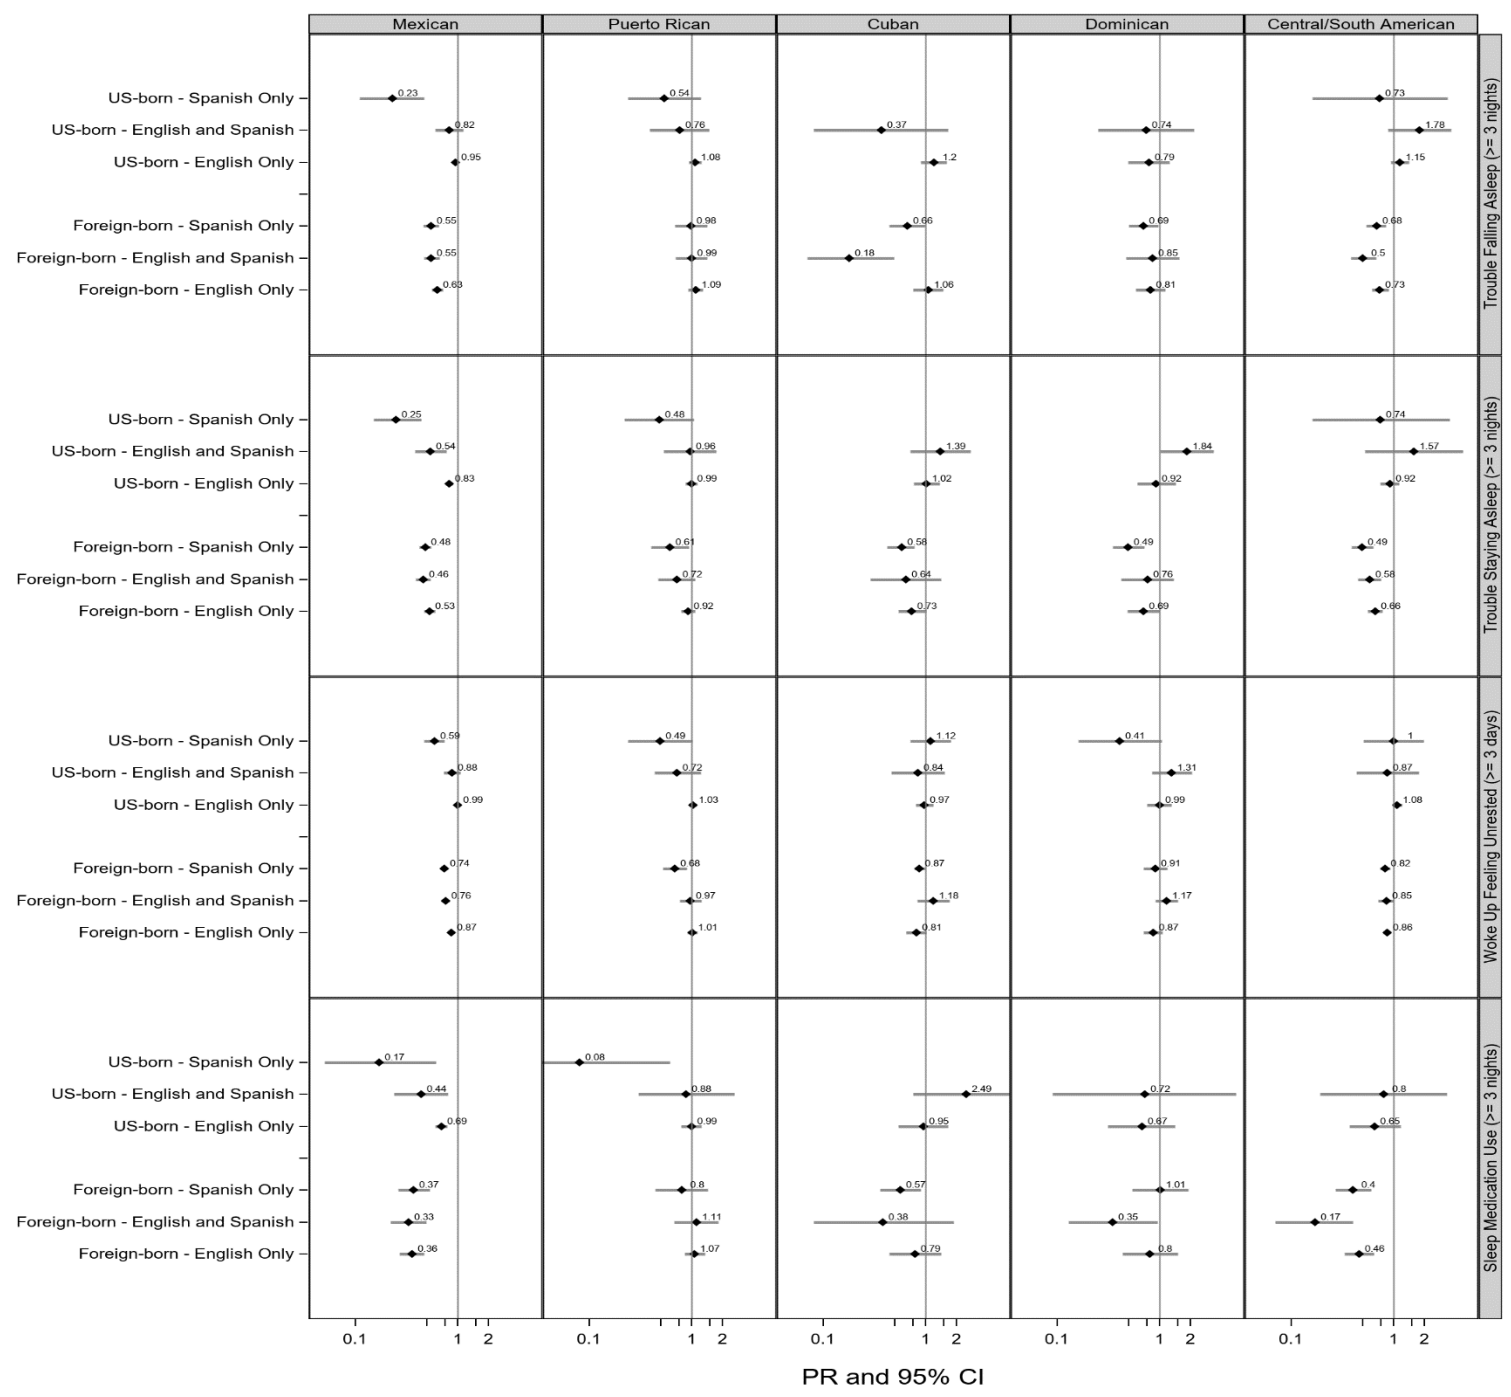 Mexican Puerto Rican Cuban Dominican Central/South American
Trouble Falling Asleep (>= 3 nights)
US-born - Spanish Only 0.23 0.54 0.73
US-born - English and Spanish 0.82 0.76 0.37 0.74 1.78
US-born - English Only 0.95 1.08 1.2 0.79 1.15
Foreign-born - Spanish Only 0.55 0.98 0.66 0.69 0.68
Foreign-born - English and Spanish 0.55 0.99 0.18 0.85 0.5
Foreign-born - English Only 0.63 1.09 1.06 0.81 0.73
Trouble Staying Asleep (>= 3 nights)
US-born - Spanish Only 0.25 0.48 0.74
US-born - English and Spanish 0.54 0.96 1.39 1.84 1.57
US-born - English Only 0.83 0.99 1.02 0.92 0.92
Foreign-born - Spanish Only 0.48 0.61 0.58 0.49 0.49
Foreign-born - English and Spanish 0.46 0.72 0.64 0.76 0.58
Foreign-born - English Only 0.53 0.92 0.73 0.69 0.66
Woke Up Feeling Unrested (>= 3 days)
US-born - Spanish Only 0.59 0.49 1.12 0.41 1
US-born - English and Spanish 0.88 0.72 0.84 1.31 0.87
US-born - English Only 0.99 1.03 0.97 0.99 1.08
Foreign-born - Spanish Only 0.74 0.68 0.87 0.91 0.82
Foreign-born - English and Spanish 0.76 0.97 1.18 1.17 0.85
Foreign-born - English Only 0.87 1.01 0.81 0.87 0.86
Sleep Medication Use (>= 3 nights)
US-born - Spanish Only 0.17 0.08
US-born - English and Spanish 0.44 0.88 2.49 0.72 0.8
US-born - English Only 0.69 0.99 0.95 0.67 0.65
Foreign-born - Spanish Only 0.37 0.8 0.57 1.01 0.4
Foreign-born - English and Spanish 0.33 1.11 0.38 0.35 0.17
Foreign-born - English Only 0.36 1.07 0.79 0.8 0.46
0.1 1 2 0.1 1 0.1 1 2 0.1 1 2 0.1 1 2
PR and 95% CI